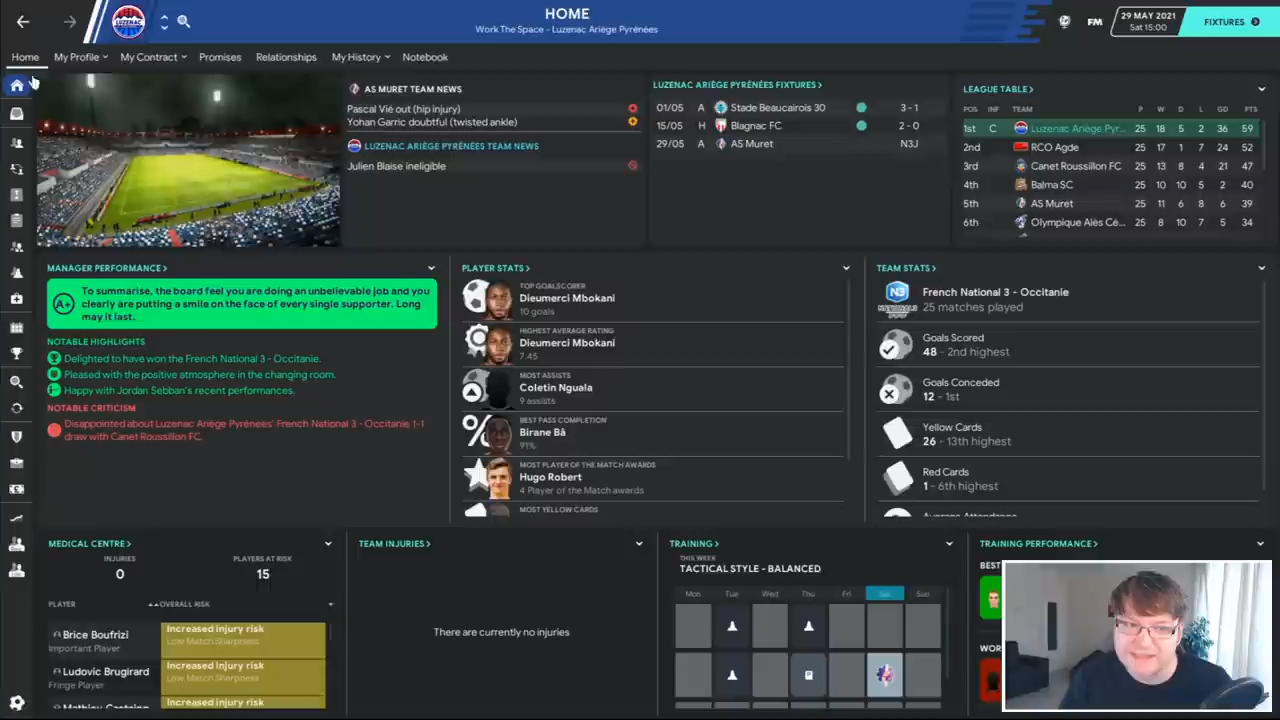 HOME
Work The Space - Luzenac Ariège Pyrénées
FM
29 MAY 2021
Sat 15:00
FIXTURES
Home
My Profile
My Contract
Promises
Relationships
My History
Notebook
AS MURET TEAM NEWS
Pascal Vié out (hip injury)
Yohan Garric doubtful (twisted ankle)
LUZENAC ARIÈGE PYRÉNÉES TEAM NEWS
Julien Blaise ineligible
LUZENAC ARIÈGE PYRÉNÉES FIXTURES >
01/05 A Stade Beaucairois 30 3 - 1
15/05 H Blagnac FC 2 - 0
29/05 A AS Muret N3J
LEAGUE TABLE >
POS INF TEAM P W D L GD PTS
1st C Luzenac Ariège Pyr... 25 18 5 2 36 59
2nd RCO Agde 25 17 1 7 24 52
3rd Canet Roussillon FC 25 13 8 4 21 47
4th Balma SC 25 10 10 5 2 40
5th AS Muret 25 11 6 8 6 39
6th Olympique Alès Cé... 25 8 10 7 5 34
MANAGER PERFORMANCE >
A+
To summarise, the board feel you are doing an unbelievable job and you
clearly are putting a smile on the face of every single supporter. Long
may it last.
NOTABLE HIGHLIGHTS
Delighted to have won the French National 3 - Occitanie.
Pleased with the positive atmosphere in the changing room.
Happy with Jordan Sebban's recent performances.
NOTABLE CRITICISM
Disappointed about Luzenac Ariège Pyrénées' French National 3 - Occitanie 1-1
draw with Canet Roussillon FC.
PLAYER STATS >
TOP GOALSCORER
Dieumerci Mbokani
10 goals
HIGHEST AVERAGE RATING
Dieumerci Mbokani
7.45
MOST ASSISTS
Coletin Nguala
9 assists
BEST PASS COMPLETION
Birane Bâ
91%
MOST PLAYER OF THE MATCH AWARDS
Hugo Robert
4 Player of the Match awards
MOST YELLOW CARDS
TEAM STATS >
N3
French National 3 - Occitanie
25 matches played
Goals Scored
48 - 2nd highest
Goals Conceded
12 - 1st
Yellow Cards
26 - 13th highest
Red Cards
1 - 6th highest
Average Attendance
MEDICAL CENTRE >
INJURIES
0
PLAYERS AT RISK
15
PLAYER OVERALL RISK
Brice Boufrizi
Important Player
Increased injury risk
Low Match Sharpness
Ludovic Brugirard
Fringe Player
Increased injury risk
Low Match Sharpness
Increased injury risk
TEAM INJURIES >
There are currently no injuries
TRAINING >
THIS WEEK
TACTICAL STYLE - BALANCED
Mon Tue Wed Thu Fri Sat Sun
TRAINING PERFORMANCE >
BEST
WOR